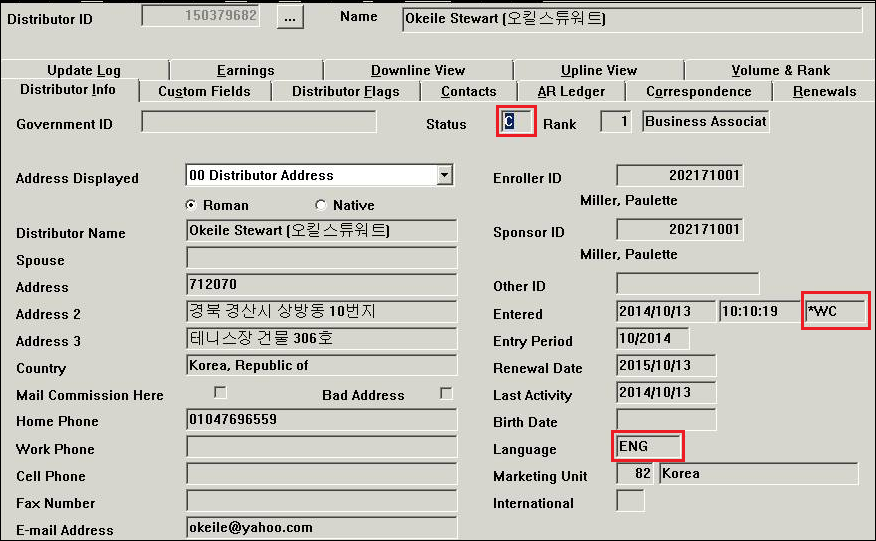 Distributor ID 150379682 ... Name Okeile Stewart (오킬스튜워트)
Update Log Earnings Downline View Upline View Volume & Rank
Distributor Info Custom Fields Distributor Flags Contacts AR Ledger Correspondence Renewals
Government ID Status C Rank 1 Business Associat
Address Displayed 00 Distributor Address Enroller ID 202171001
Roman Native Miller, Paulette
Distributor Name Okeile Stewart (오킬스튜워트) Sponsor ID 202171001
Spouse Miller, Paulette
Address 712070 Other ID
Address 2 경북 경산시 상방동 10번지 Entered 2014/10/13 10:10:19 *WC
Address 3 테니스장 건물 306호 Entry Period 10/2014
Country Korea, Republic of Renewal Date 2015/10/13
Mail Commission Here Bad Address Last Activity 2014/10/13
Home Phone 01047696559 Birth Date
Work Phone Language ENG
Cell Phone Marketing Unit 82 Korea
Fax Number International
E-mail Address okeile@yahoo.com